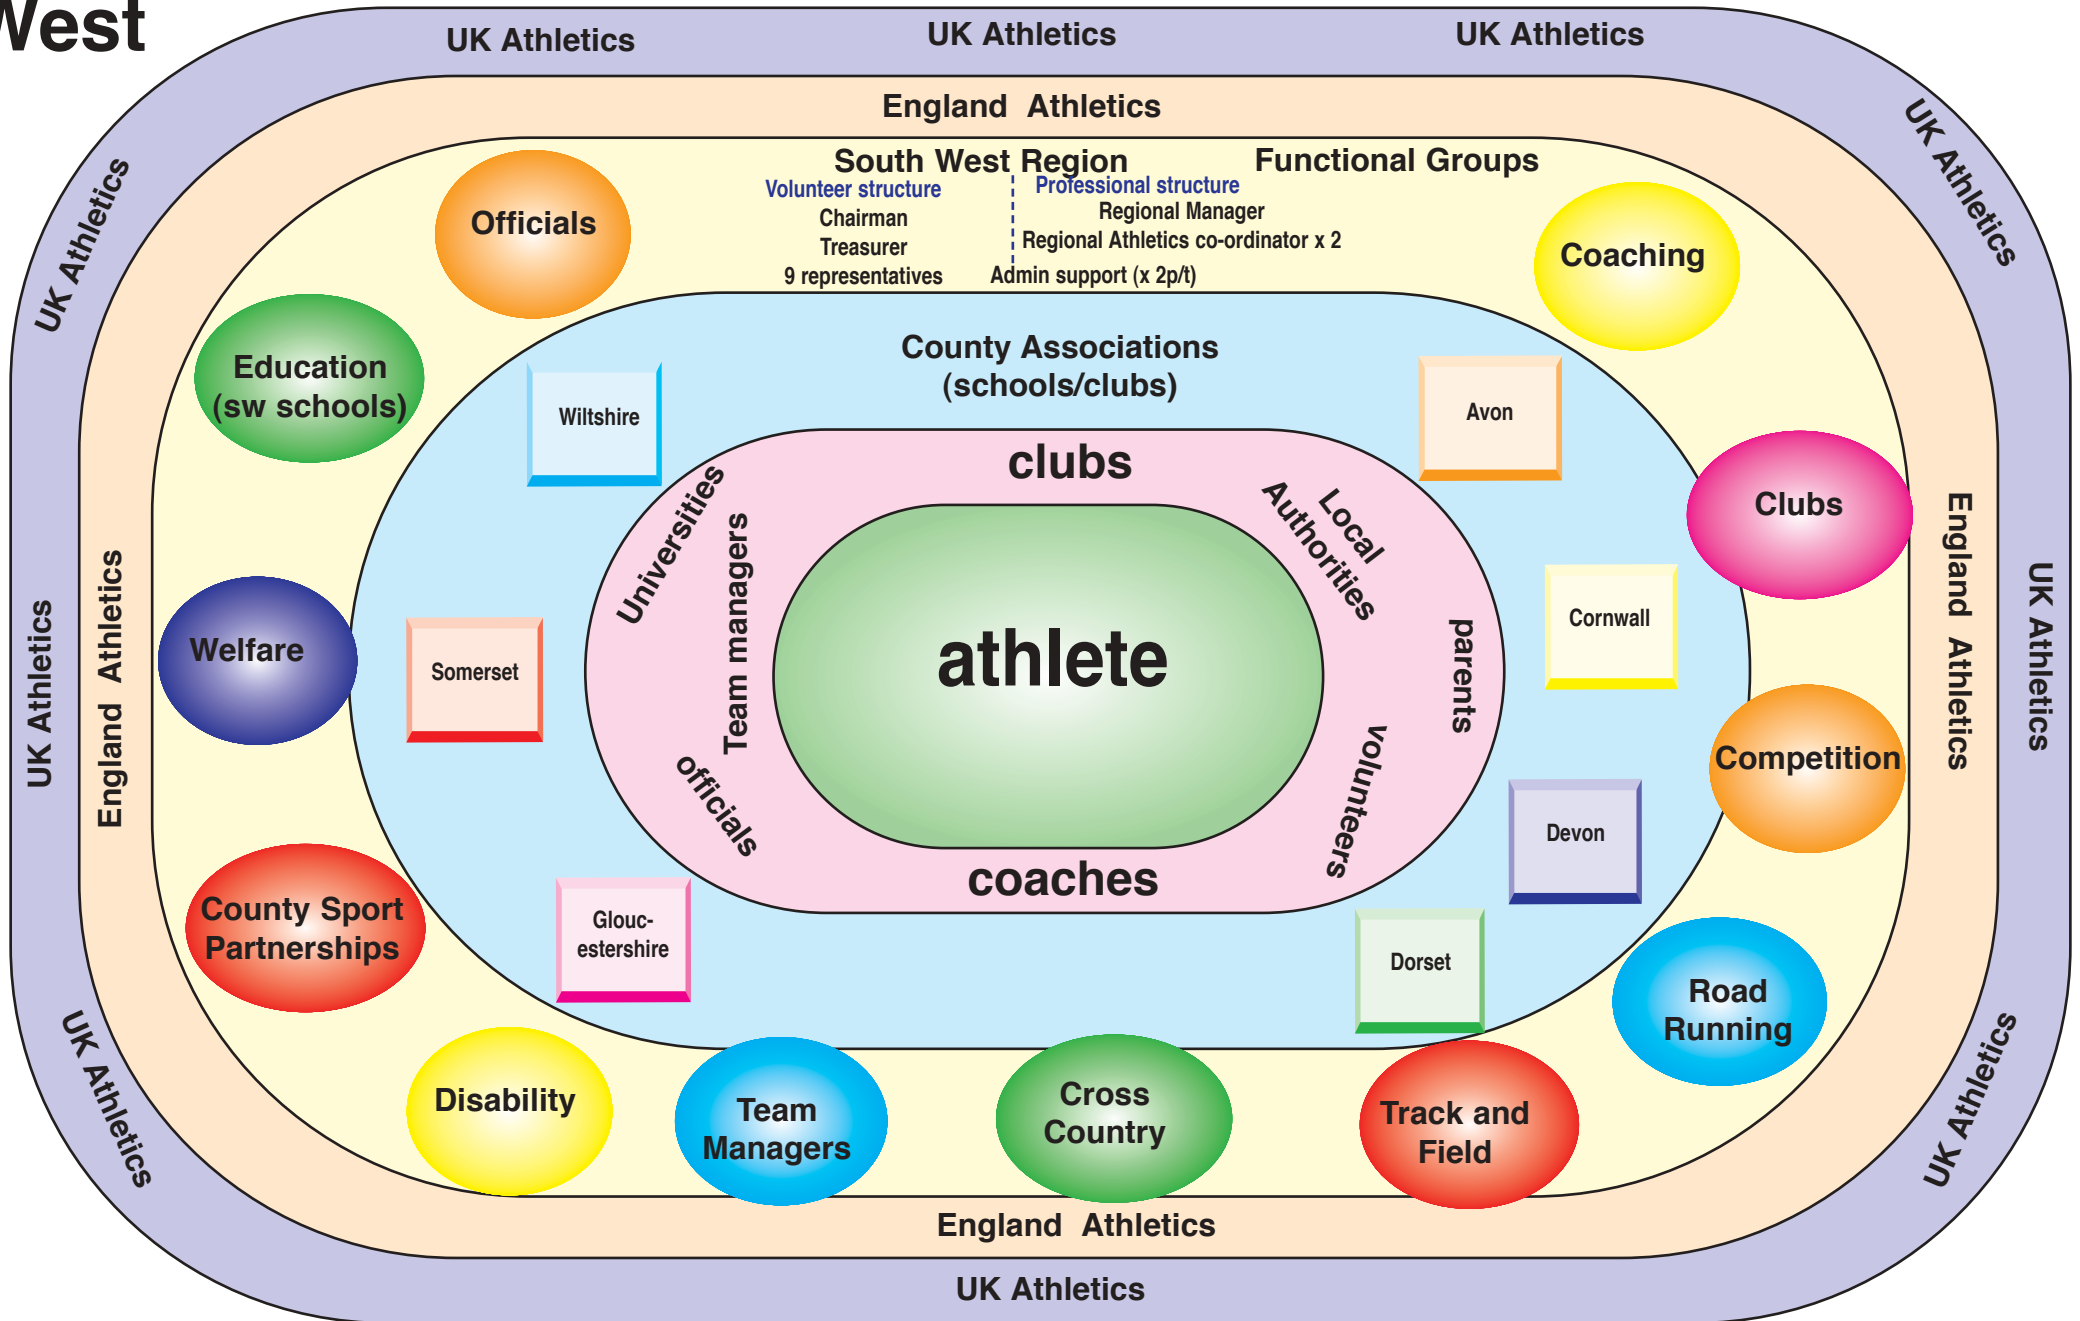 West
UK Athletics
UK Athletics
UK Athletics
UK Athletics
UK Athletics
England  Athletics
South West Region
Functional Groups
Volunteer structure
Professional structure
Chairman
Regional Manager
Treasurer
Regional Athletics co-ordinator x 2
9 representatives
Admin support (x 2p/t)
Officials
Coaching
Education
(sw schools)
County Associations
(schools/clubs)
Wiltshire
Avon
clubs
Universities
Team managers
Local
Authorities
Clubs
England  Athletics
UK Athletics
UK Athletics
England  Athletics
Welfare
Somerset
athlete
parents
Cornwall
Competition
officials
volunteers
Devon
coaches
County Sport
Partnerships
Glouc-
estershire
Dorset
Road
Running
UK Athletics
UK Athletics
Disability
Team
Managers
Cross
Country
Track and
Field
England  Athletics
UK Athletics